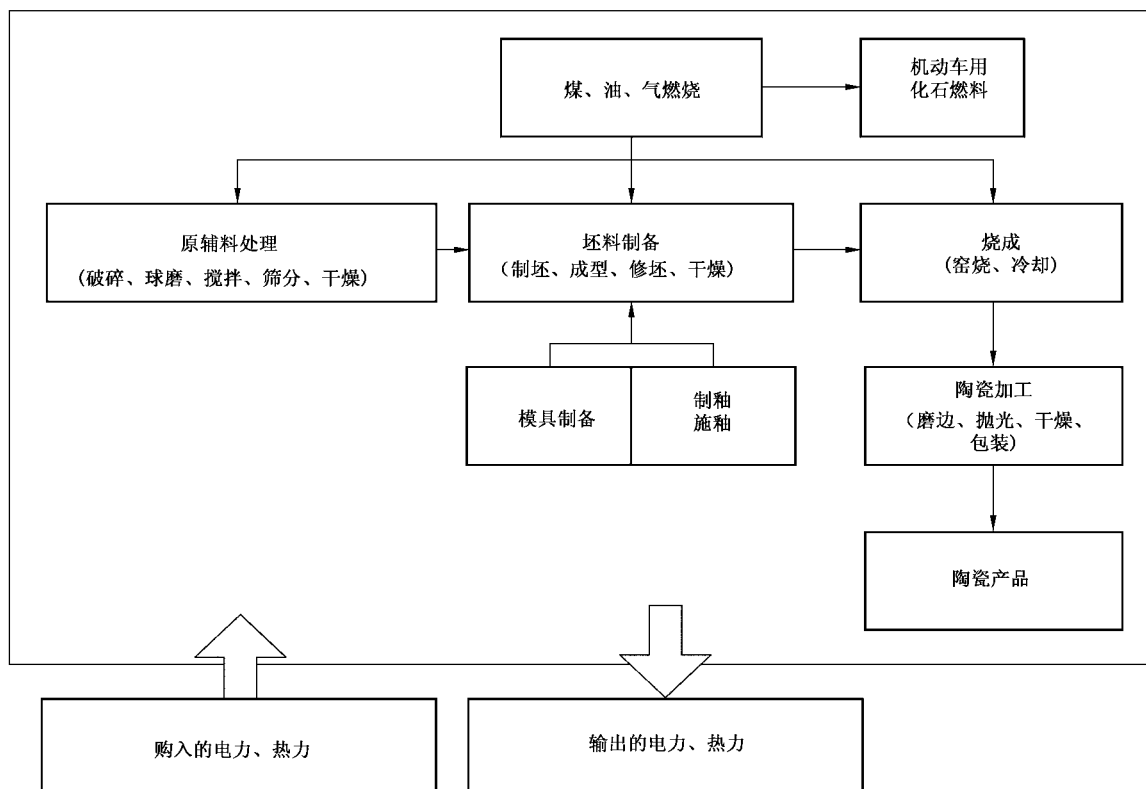 煤、油、气燃烧
机动车用
化石燃料
原辅料处理
(破碎、球磨、搅拌、筛分、干燥)
坯料制备
（制坯、成型、修坯、干燥)
烧成
(窑烧、冷却)
模具制备
制釉
施釉
陶瓷加工
（磨边、抛光、干燥、
包装)
陶瓷产品
购入的电力、热力
输出的电力、热力